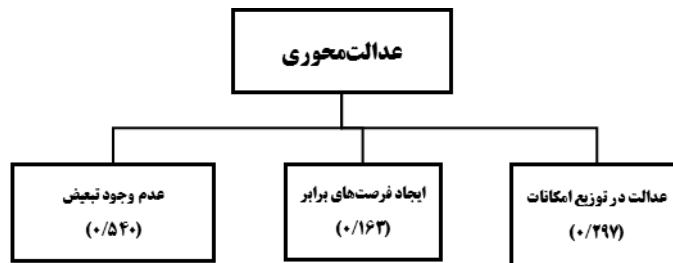 عدالت‌محوری
عدالت در توزیع امکانات
(۰/۲۹۷)
ایجاد فرصت‌های برابر
(۰/۱۶۳)
عدم وجود تبعیض
(۰/۵۴۰)